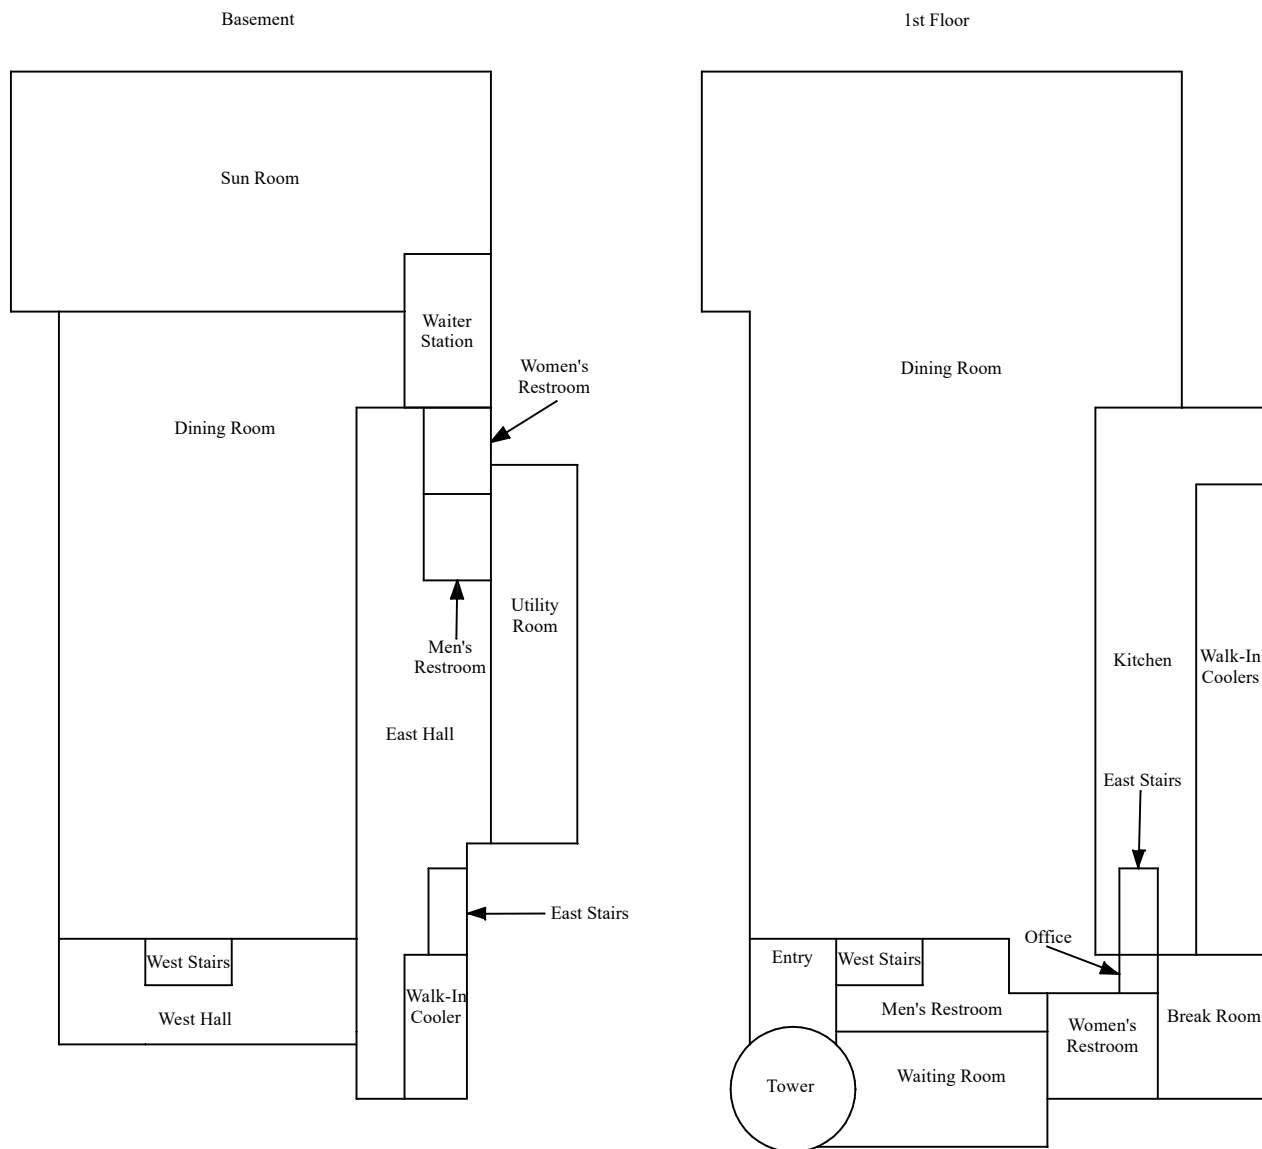 Basement
1st Floor
Sun Room
Waiter
Station
Women's
Restroom
Dining Room
Dining Room
Utility
Room
Men's
Restroom
East Hall
Kitchen
Walk-In
Coolers
East Stairs
East Stairs
West Stairs
Walk-In
Cooler
West Hall
Office
Entry
West Stairs
Men's Restroom
Women's
Restroom
Break Room
Tower
Waiting Room